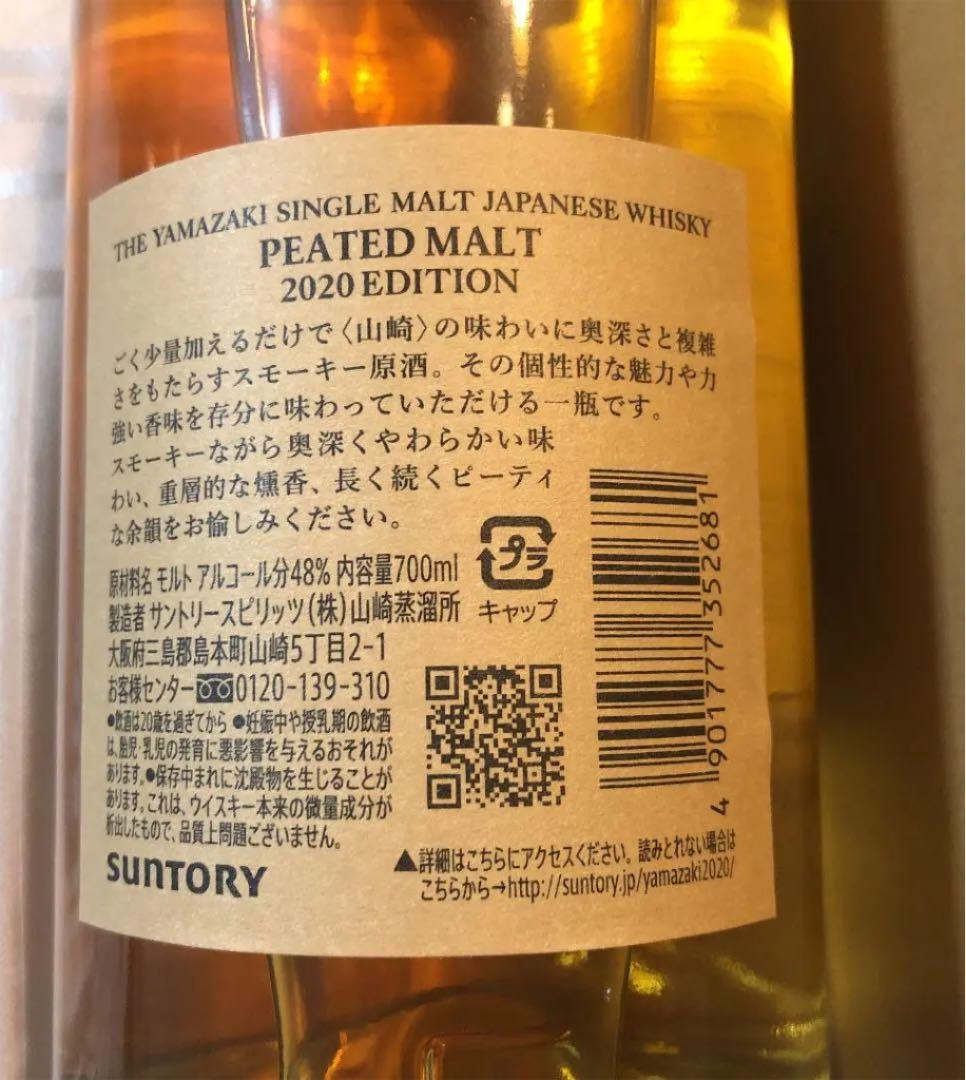 THE YAMAZAKI SINGLE MALT JAPANESE WHISKY
PEATED MALT
2020 EDITION
ごく少量加えるだけで〈山崎〉の味わいに奥深さと複雑
さをもたらすスモーキー原酒。その個性的な魅力や力
強い香味を存分に味わっていただける一瓶です。
スモーキーながら奥深くやわらかい味
わい、重層的な燻香、長く続くピーティ
な余韻をお愉しみください。
原材料名 モルト アルコール分48% 内容量700ml
製造者 サントリースピリッツ(株)山崎蒸溜所
大阪府三島郡島本町山崎5丁目2-1
お客様センター0120-139-310
●飲酒は20歳を過ぎてから ●妊娠中や授乳期の飲酒
は、胎児・乳児の発育に悪影響を与えるおそれが
あります。●保存中まれに沈殿物を生じることが
あります。これは、ウイスキー本来の微量成分が
析出したもので、品質上問題ございません。
SUNTORY
プラ
キャップ
4 901777 352681
▲詳細はこちらにアクセスください。読みとれない場合は
こちらから→http://suntory.jp/yamazaki2020/